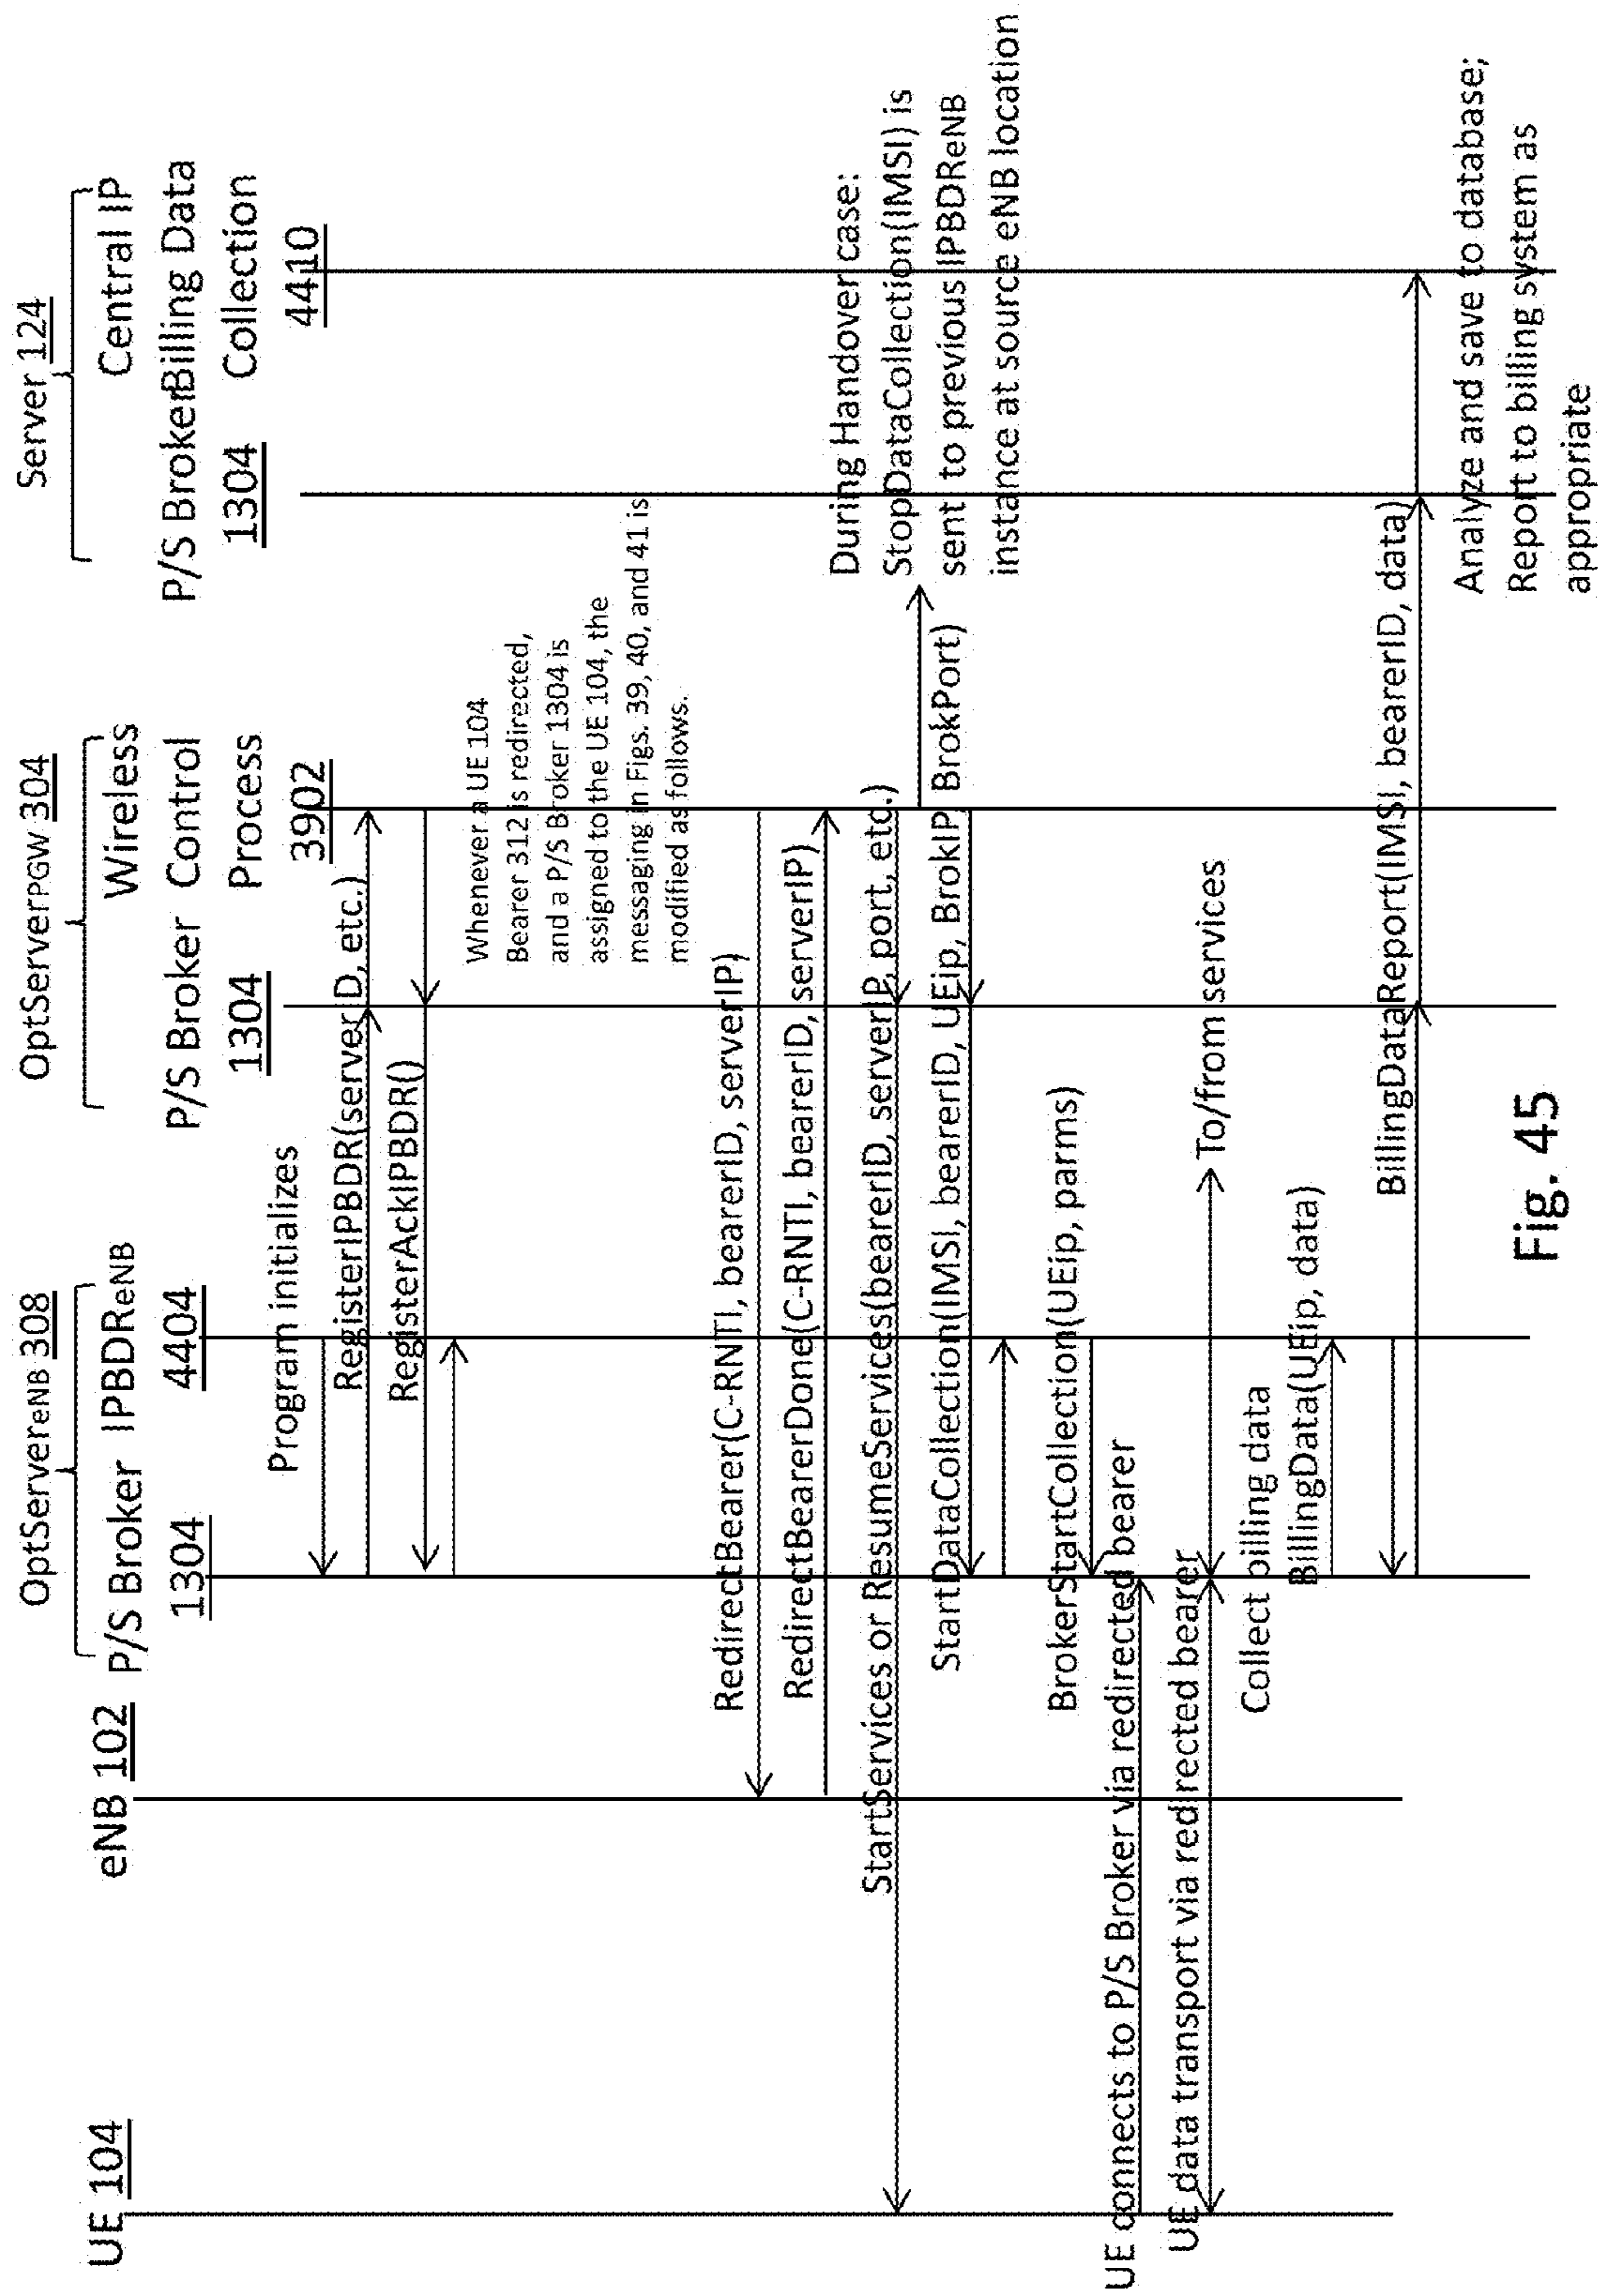 UE 104
eNB 102
OptServereNB 308
P/S Broker
1304
IPBDReNB
4404
OptServerPGW 304
P/S Broker
1304
Wireless
Control
Process
3902
Server 124
P/S Broker
1304
Central IP
Billing Data
Collection
4410
Program initializes
RegisterIPBDR(serverID, etc.)
RegisterAckIPBDR()
Whenever a UE 104
Bearer 312 is redirected,
and a P/S Broker 1304 is
assigned to the UE 104, the
messaging in Figs. 39, 40, and 41 is
modified as follows.
RedirectBearer(C-RNTI, bearerID, serverIP)
RedirectBearerDone(C-RNTI, bearerID, serverIP)
StartServices or ResumeServices(bearerID, serverIP, port, etc.)
During Handover case:
StopDataCollection(IMSI) is
sent to previous IPBDReNB
instance at source eNB location
StartDataCollection(IMSI, bearerID, UEip, BrokIP, BrokPort)
BrokerStartCollection(UEip, parms)
UE connects to P/S Broker via redirected bearer
UE data transport via redirected bearer
To/from services
Collect billing data
BillingData(UEip, data)
BillingDataReport(IMSI, bearerID, data)
Analyze and save to database;
Report to billing system as
appropriate
Fig. 45